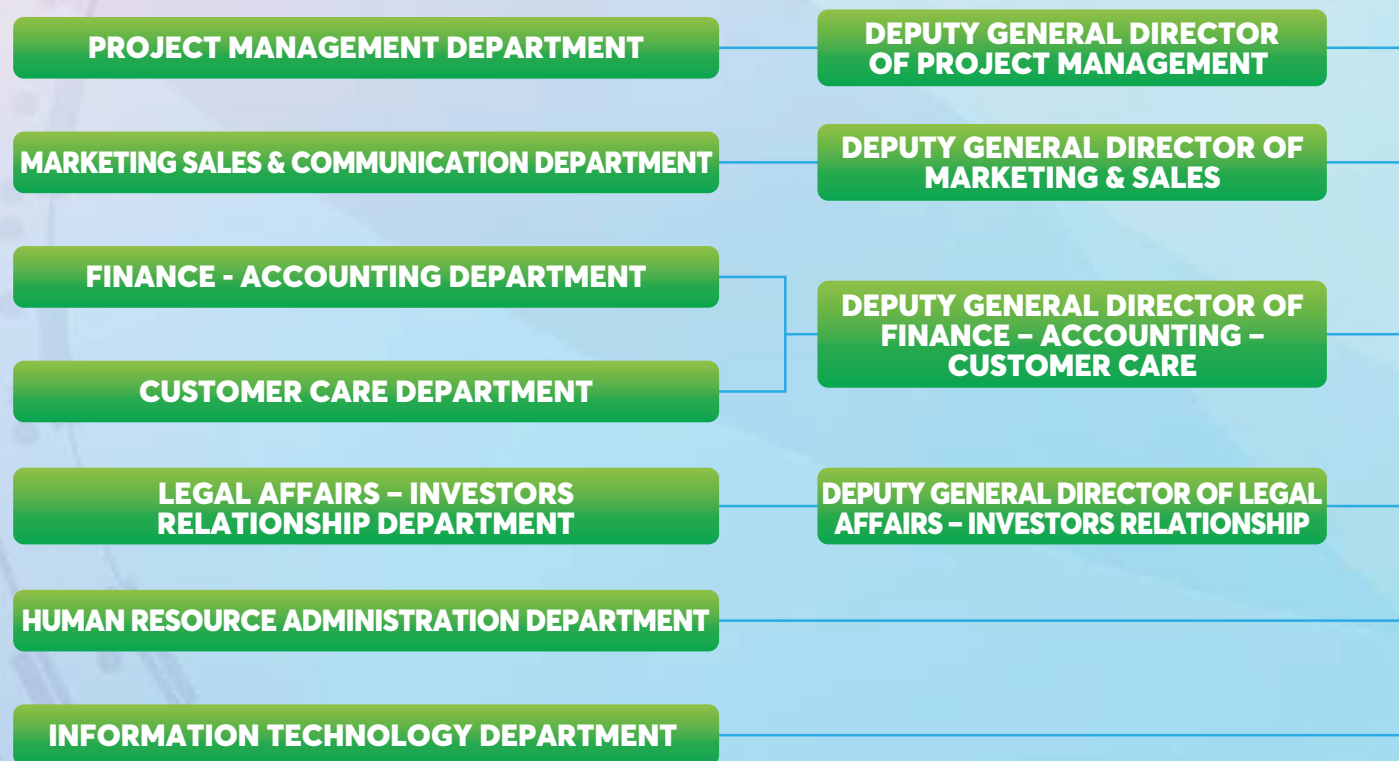 PROJECT MANAGEMENT DEPARTMENT
DEPUTY GENERAL DIRECTOR
OF PROJECT MANAGEMENT
MARKETING SALES & COMMUNICATION DEPARTMENT
DEPUTY GENERAL DIRECTOR OF
MARKETING & SALES
FINANCE - ACCOUNTING DEPARTMENT
CUSTOMER CARE DEPARTMENT
DEPUTY GENERAL DIRECTOR OF
FINANCE – ACCOUNTING –
CUSTOMER CARE
LEGAL AFFAIRS – INVESTORS
RELATIONSHIP DEPARTMENT
DEPUTY GENERAL DIRECTOR OF LEGAL
AFFAIRS – INVESTORS RELATIONSHIP
HUMAN RESOURCE ADMINISTRATION DEPARTMENT
INFORMATION TECHNOLOGY DEPARTMENT